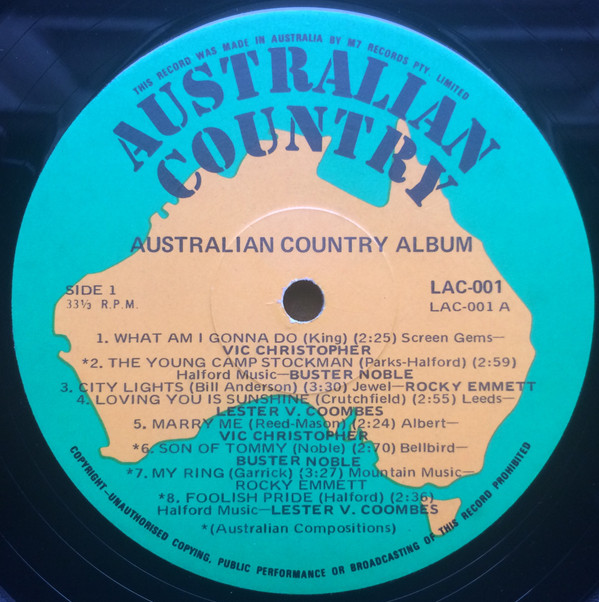 THIS RECORD WAS MADE IN AUSTRALIA BY M7 RECORDS PTY. LIMITED
AUSTRALIAN
COUNTRY
AUSTRALIAN COUNTRY ALBUM
SIDE 1
33⅓ R.P.M.
LAC-001
LAC-001 A
1. WHAT AM I GONNA DO (King) (2:25) Screen Gems—
VIC CHRISTOPHER
*2. THE YOUNG CAMP STOCKMAN (Parks-Halford) (2:59)
Halford Music—BUSTER NOBLE
3. CITY LIGHTS (Bill Anderson) (3:30) Jewel—ROCKY EMMETT
4. LOVING YOU IS SUNSHINE (Crutchfield) (2:55) Leeds—
LESTER V. COOMBES
5. MARRY ME (Reed-Mason) (2:24) Albert—
VIC CHRISTOPHER
*6. SON OF TOMMY (Noble) (2:70) Bellbird—
BUSTER NOBLE
*7. MY RING (Garrick) (3:27) Mountain Music—
ROCKY EMMETT
*8. FOOLISH PRIDE (Halford) (2:36)
Halford Music—LESTER V. COOMBES
*(Australian Compositions)
COPYRIGHT—UNAUTHORISED COPYING, PUBLIC PERFORMANCE OR BROADCASTING OF THIS RECORD PROHIBITED